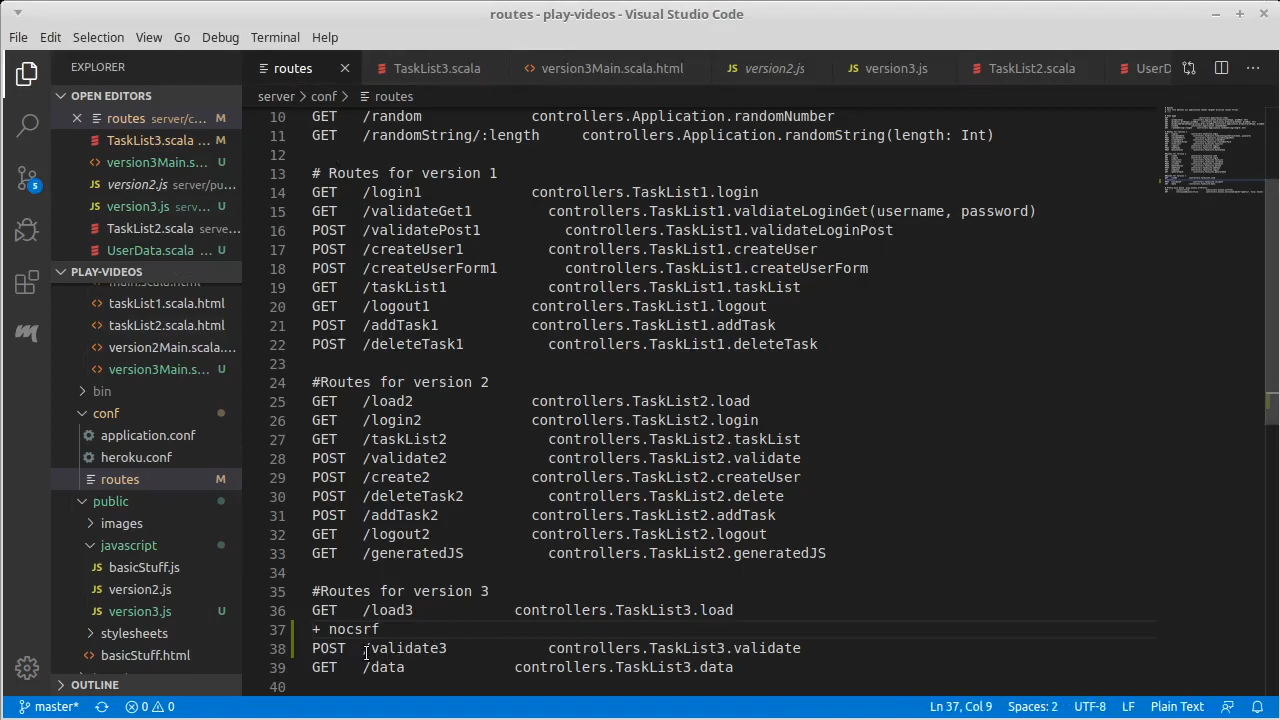 routes - play-videos - Visual Studio Code
File Edit Selection View Go Debug Terminal Help
EXPLORER
OPEN EDITORS
routes server/c... M
TaskList3.scala ... M
version3Main.s... U
version2.js server/pu...
version3.js serv... U
TaskList2.scala serve...
UserData.scala ... U
PLAY-VIDEOS
main.scala.html
taskList1.scala.html
taskList2.scala.html
version2Main.scala....
version3Main.s... U
bin
conf
application.conf
heroku.conf
routes M
public
images
javascript
basicStuff.js
version2.js
version3.js U
stylesheets
basicStuff.html
OUTLINE
5
routes TaskList3.scala version3Main.scala.html version2.js version3.js TaskList2.scala UserD
server > conf > routes
10 GET /random controllers.Application.randomNumber
11 GET /randomString/:length controllers.Application.randomString(length: Int)
12
13 # Routes for version 1
14 GET /login1 controllers.TaskList1.login
15 GET /validateGet1 controllers.TaskList1.valdiateLoginGet(username, password)
16 POST /validatePost1 controllers.TaskList1.validateLoginPost
17 POST /createUser1 controllers.TaskList1.createUser
18 POST /createUserForm1 controllers.TaskList1.createUserForm
19 GET /taskList1 controllers.TaskList1.taskList
20 GET /logout1 controllers.TaskList1.logout
21 POST /addTask1 controllers.TaskList1.addTask
22 POST /deleteTask1 controllers.TaskList1.deleteTask
23
24 #Routes for version 2
25 GET /load2 controllers.TaskList2.load
26 GET /login2 controllers.TaskList2.login
27 GET /taskList2 controllers.TaskList2.taskList
28 POST /validate2 controllers.TaskList2.validate
29 POST /create2 controllers.TaskList2.createUser
30 POST /deleteTask2 controllers.TaskList2.delete
31 POST /addTask2 controllers.TaskList2.addTask
32 GET /logout2 controllers.TaskList2.logout
33 GET /generatedJS controllers.TaskList2.generatedJS
34
35 #Routes for version 3
36 GET /load3 controllers.TaskList3.load
37 + nocsrf
38 POST /validate3 controllers.TaskList3.validate
39 GET /data controllers.TaskList3.data
40
master* 0 0 Ln 37, Col 9 Spaces: 2 UTF-8 LF Plain Text